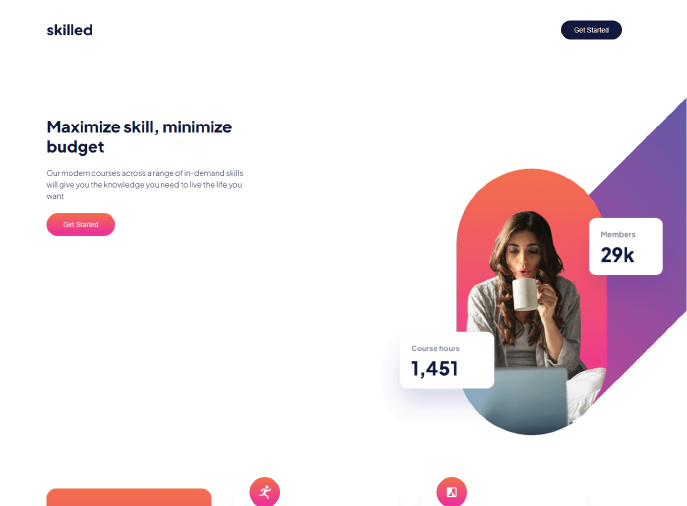 skilled
Get Started
Maximize skill, minimize
budget
Our modern courses across a range of in-demand skills
will give you the knowledge you need to live the life you
want
Get Started
Members
29k
Course hours
1,451